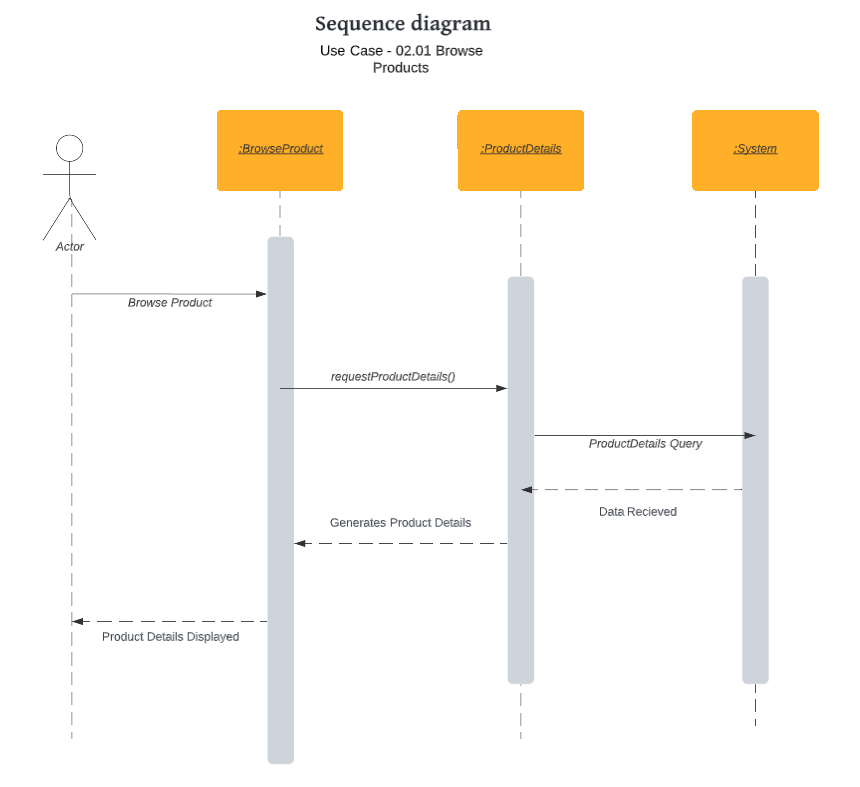 Sequence diagram
Use Case - 02.01 Browse
Products
:BrowseProduct
:ProductDetails
:System
Actor
Browse Product
requestProductDetails()
ProductDetails Query
Data Recieved
Generates Product Details
Product Details Displayed